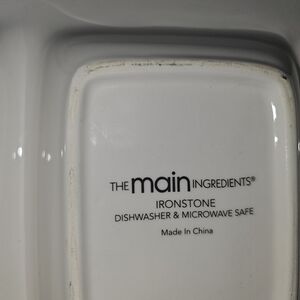 THE main INGREDIENTS®
IRONSTONE
DISHWASHER & MICROWAVE SAFE
Made In China